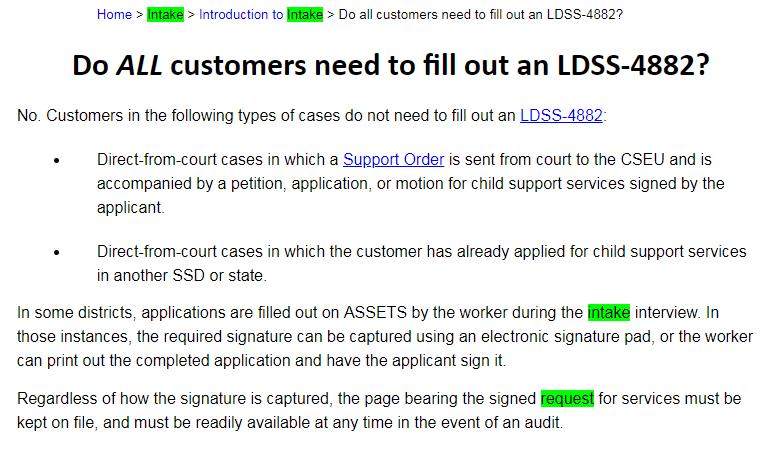 Home > Intake > Introduction to Intake > Do all customers need to fill out an LDSS-4882?
Do ALL customers need to fill out an LDSS-4882?
No. Customers in the following types of cases do not need to fill out an LDSS-4882:
• Direct-from-court cases in which a Support Order is sent from court to the CSEU and is
accompanied by a petition, application, or motion for child support services signed by the
applicant.
• Direct-from-court cases in which the customer has already applied for child support services
in another SSD or state.
In some districts, applications are filled out on ASSETS by the worker during the intake interview. In
those instances, the required signature can be captured using an electronic signature pad, or the worker
can print out the completed application and have the applicant sign it.
Regardless of how the signature is captured, the page bearing the signed request for services must be
kept on file, and must be readily available at any time in the event of an audit.